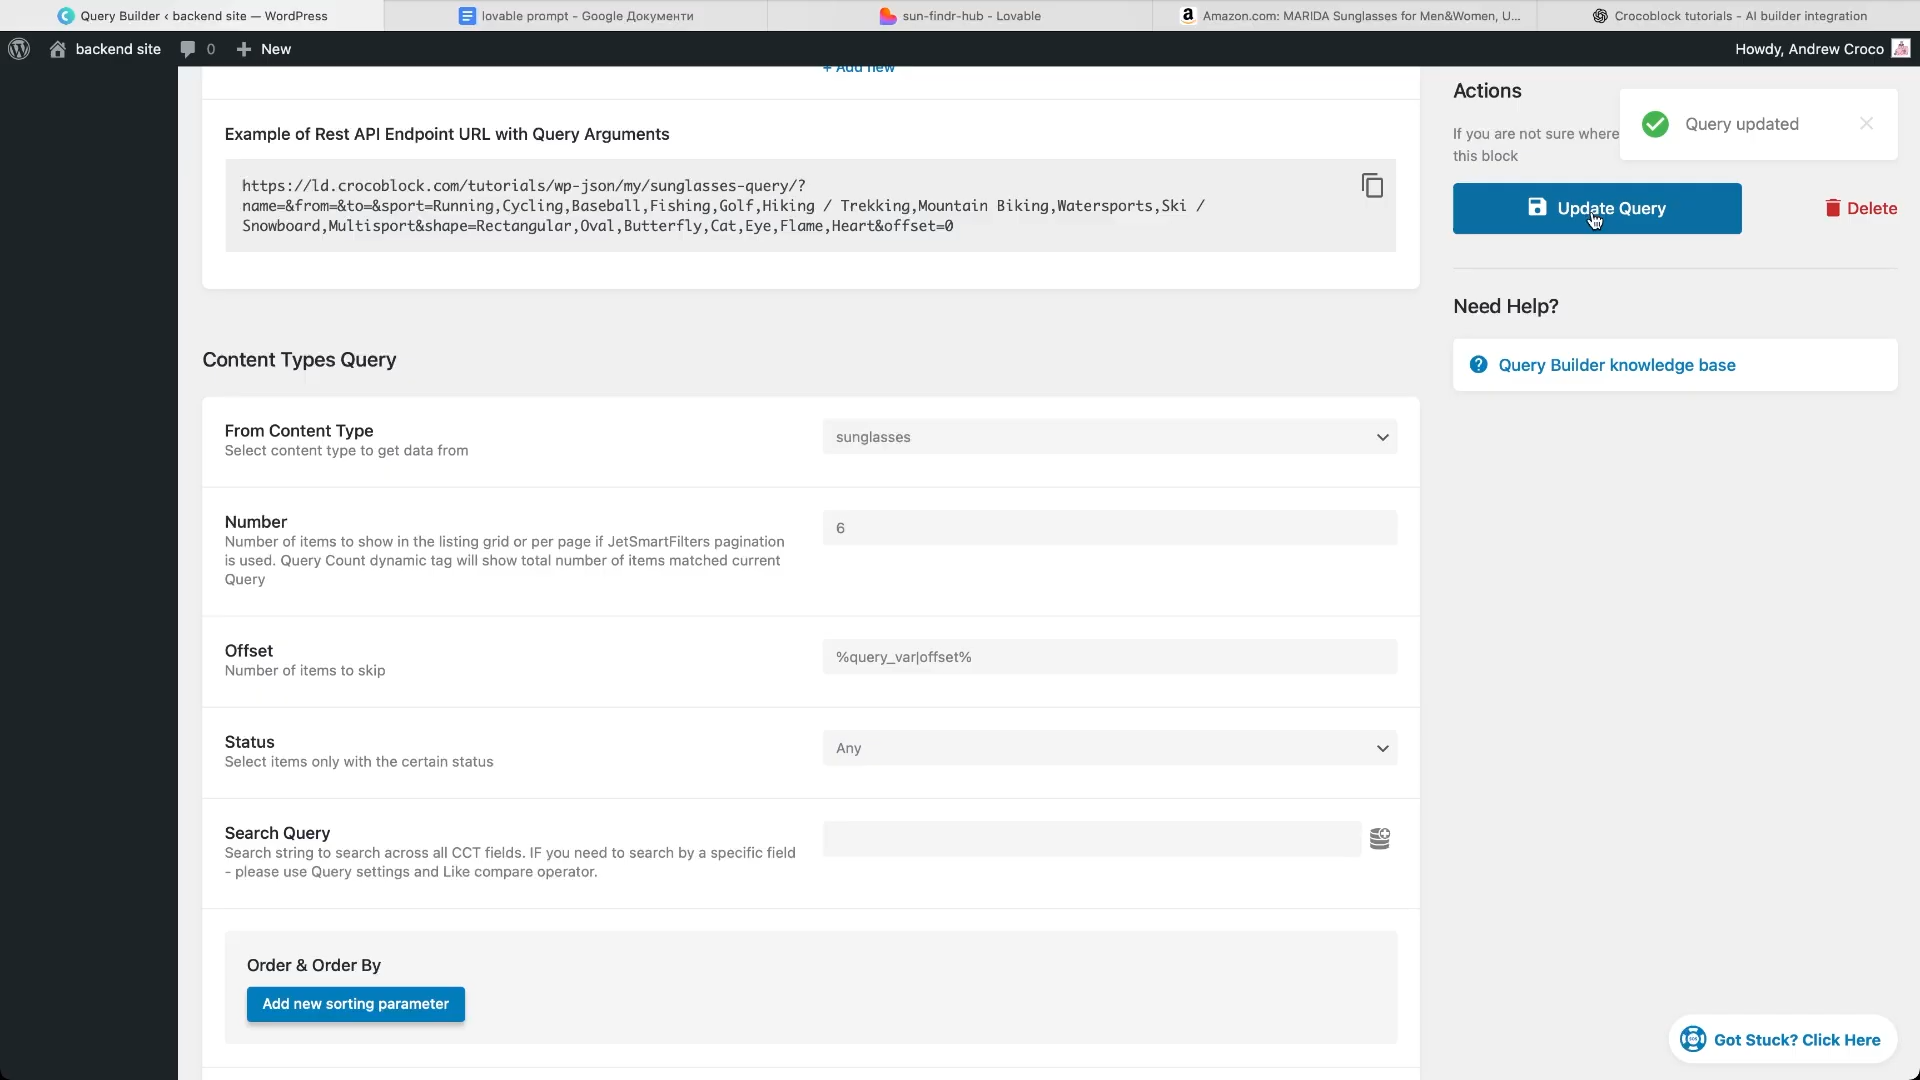 Query Builder ‹ backend site — WordPress
lovable prompt - Google Документи
sun-findr-hub - Lovable
Amazon.com: MARIDA Sunglasses for Men&Women, U...
Crocoblock tutorials - AI builder integration
backend site
0
New
Howdy, Andrew Croco
+ Add new
Example of Rest API Endpoint URL with Query Arguments
https://ld.crocoblock.com/tutorials/wp-json/my/sunglasses-query/?
name=&from=&to=&sport=Running,Cycling,Baseball,Fishing,Golf,Hiking / Trekking,Mountain Biking,Watersports,Ski /
Snowboard,Multisport&shape=Rectangular,Oval,Butterfly,Cat,Eye,Flame,Heart&offset=0
Actions
If you are not sure where
this block
Query updated
Update Query
Delete
Need Help?
Query Builder knowledge base
Content Types Query
From Content Type
Select content type to get data from
sunglasses
Number
Number of items to show in the listing grid or per page if JetSmartFilters pagination
is used. Query Count dynamic tag will show total number of items matched current
Query
6
Offset
Number of items to skip
%query_var|offset%
Status
Select items only with the certain status
Any
Search Query
Search string to search across all CCT fields. IF you need to search by a specific field
- please use Query settings and Like compare operator.
Order & Order By
Add new sorting parameter
Got Stuck? Click Here